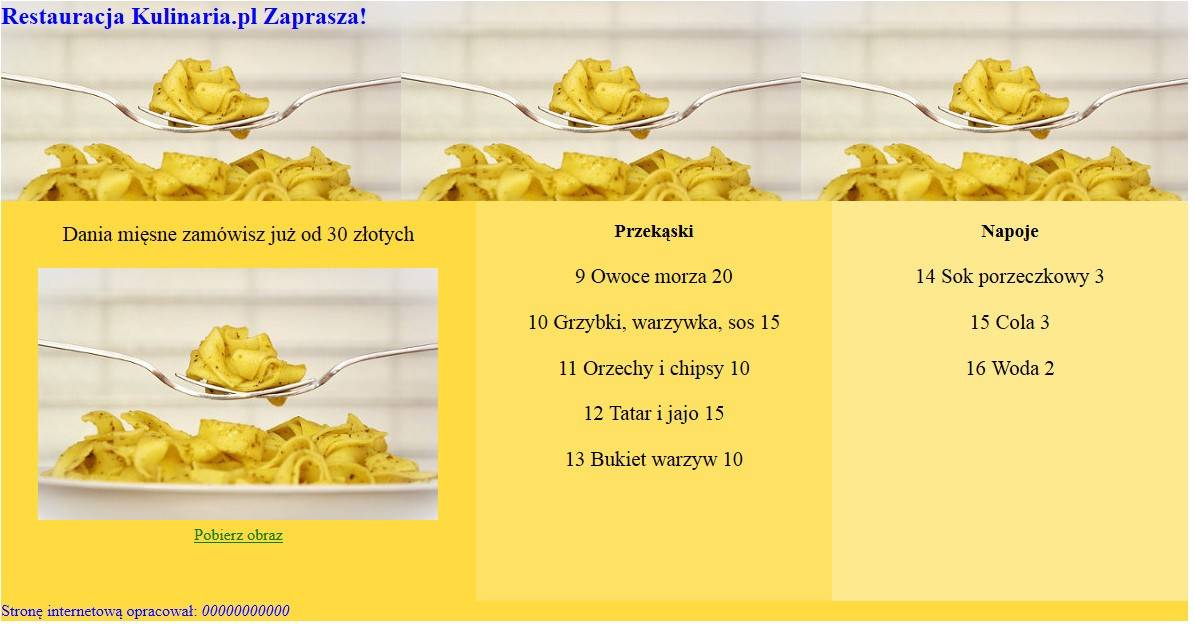 Restauracja Kulinaria.pl Zaprasza!
Dania mięsne zamówisz już od 30 złotych
Pobierz obraz
Przekąski
9 Owoce morza 20
10 Grzybki, warzywka, sos 15
11 Orzechy i chipsy 10
12 Tatar i jajo 15
13 Bukiet warzyw 10
Napoje
14 Sok porzeczkowy 3
15 Cola 3
16 Woda 2
Stronę internetową opracował: 00000000000